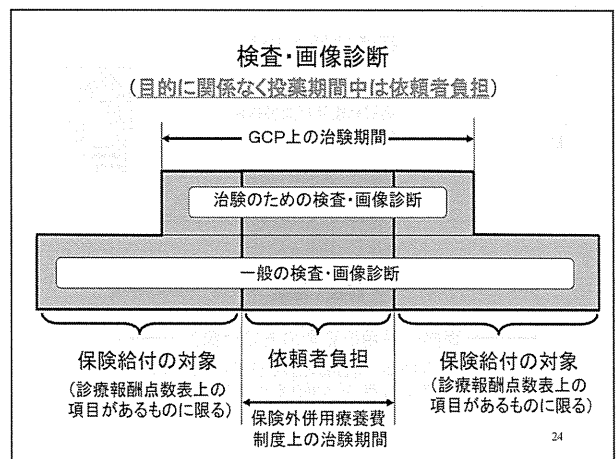 検査・画像診断
(目的に関係なく投薬期間中は依頼者負担)
GCP上の治験期間
治験のための検査・画像診断
一般の検査・画像診断
保険給付の対象
(診療報酬点数表上の
項目があるものに限る)
依頼者負担
保険外併用療養費
制度上の治験期間
保険給付の対象
(診療報酬点数表上の
項目があるものに限る)
24